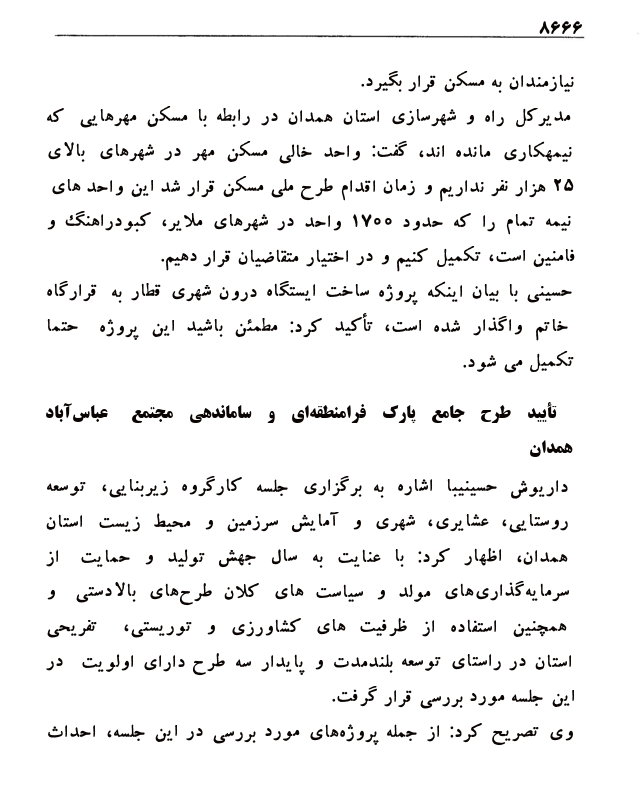 ۸۶۶۶
نیازمندان به مسکن قرار بگیرد.
مدیرکل راه و شهرسازی استان همدان در رابطه با مسکن مهرهایی که
نیمهکاری مانده اند، گفت: واحد خالی مسکن مهر در شهرهای بالای
۲۵ هزار نفر نداریم و زمان اقدام طرح ملی مسکن قرار شد این واحد های
نیمه تمام را که حدود ۱۷۰۰ واحد در شهرهای ملایر، کبودراهنگ و
فامنین است، تکمیل کنیم و در اختیار متقاضیان قرار دهیم.
حسینی با بیان اینکه پروژه ساخت ایستگاه درون شهری قطار به قرارگاه
خاتم واگذار شده است، تأکید کرد: مطمئن باشید این پروژه حتما
تکمیل می شود.
تأیید طرح جامع پارک فرامنطقه‌ای و ساماندهی مجتمع عباس‌آباد
همدان
داریوش حسینیبا اشاره به برگزاری جلسه کارگروه زیربنایی، توسعه
روستایی، عشایری، شهری و آمایش سرزمین و محیط زیست استان
همدان، اظهار کرد: با عنایت به سال جهش تولید و حمایت از
سرمایه‌گذاری‌های مولد و سیاست های کلان طرح‌های بالادستی و
همچنین استفاده از ظرفیت های کشاورزی و توریستی، تفریحی
استان در راستای توسعه بلندمدت و پایدار سه طرح دارای اولویت در
این جلسه مورد بررسی قرار گرفت.
وی تصریح کرد: از جمله پروژه‌های مورد بررسی در این جلسه، احداث